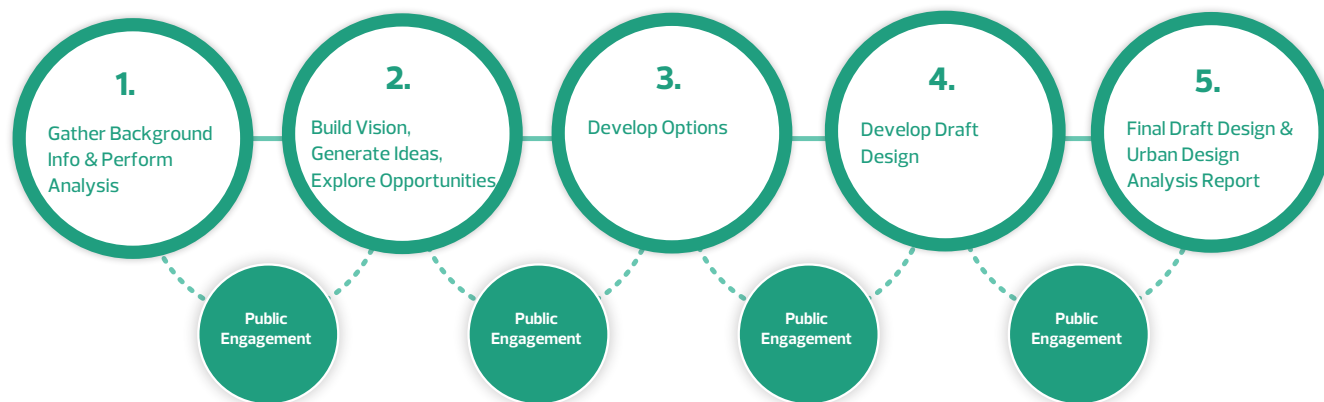 1.
Gather Background
Info & Perform
Analysis
2.
Build Vision,
Generate Ideas,
Explore Opportunities
3.
Develop Options
4.
Develop Draft
Design
5.
Final Draft Design &
Urban Design
Analysis Report
Public
Engagement
Public
Engagement
Public
Engagement
Public
Engagement